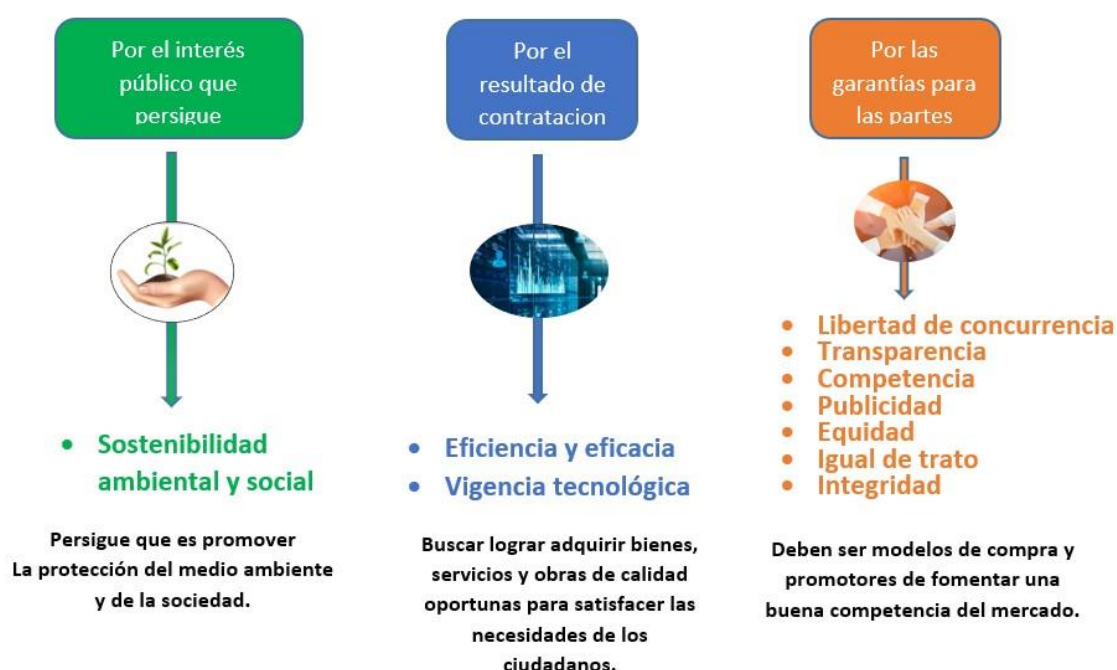 Por el interés
público que
persigue
Por el
resultado de
contratacion
Por las
garantías para
las partes
• Sostenibilidad
ambiental y social
Persigue que es promover
La protección del medio ambiente
y de la sociedad.
• Eficiencia y eficacia
• Vigencia tecnológica
Buscar lograr adquirir bienes,
servicios y obras de calidad
oportunas para satisfacer las
necesidades de los
ciudadanos.
• Libertad de concurrencia
• Transparencia
• Competencia
• Publicidad
• Equidad
• Igual de trato
• Integridad
Deben ser modelos de compra y
promotores de fomentar una
buena competencia del mercado.